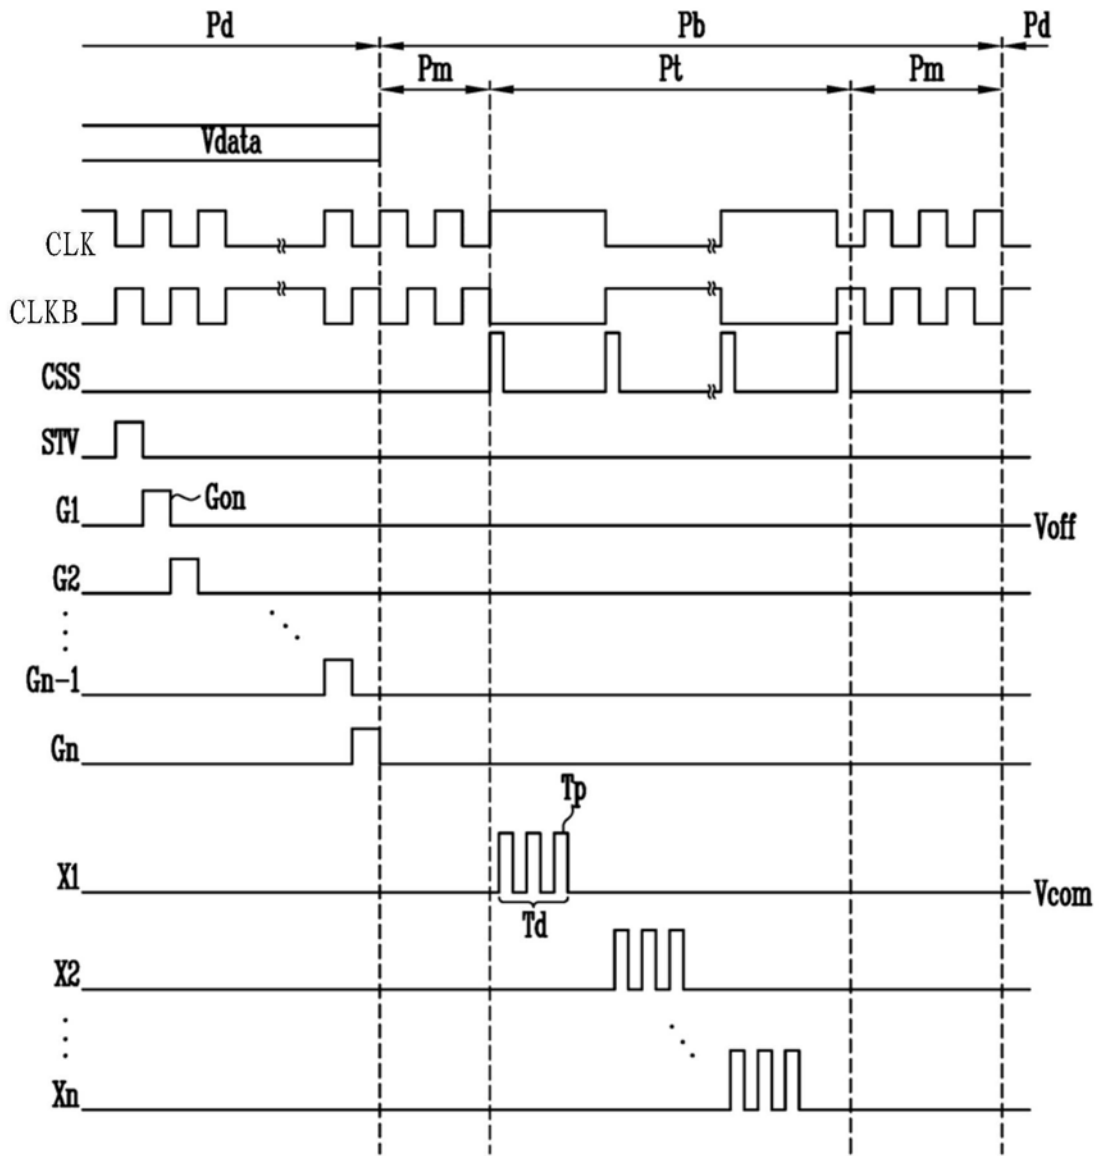 Pd Pb Pd
Pm Pt Pm
Vdata
CLK
CLKB
CSS
STV
G1 Gon Voff
G2
Gn-1
Gn
Tp
X1 Vcom
Td
X2
Xn